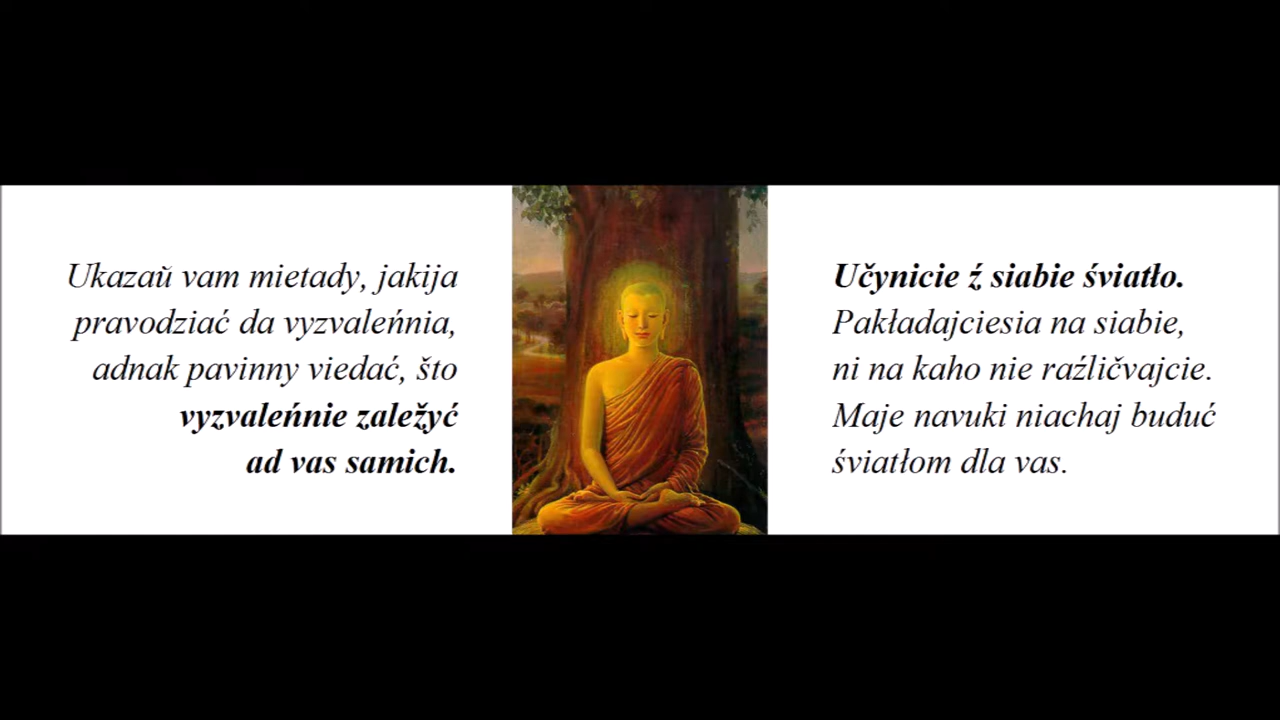 Ukazaŭ vam mietady, jakija
pravodziać da vyzvaleńnia,
adnak pavinny viedać, što
vyzvaleńnie zaležyć
ad vas samich.
Učynicie ź siabie śviatło.
Pakładajciesia na siabie,
ni na kaho nie raźličvajcie.
Maje navuki niachaj buduć
śviatłom dla vas.